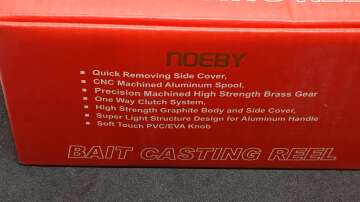 NOEBY
▪ Quick Removing Side Cover,
▪ CNC Machined Aluminum Spool,
▪ Precision Machined High Strength Brass Gear
▪ One Way Clutch System.
▪ High Strength Graphite Body and Side Cover,
▪ Super Light Structure Design for Aluminum Handle
▪ Soft Touch PVC/EVA Knob
BAIT CASTING REEL